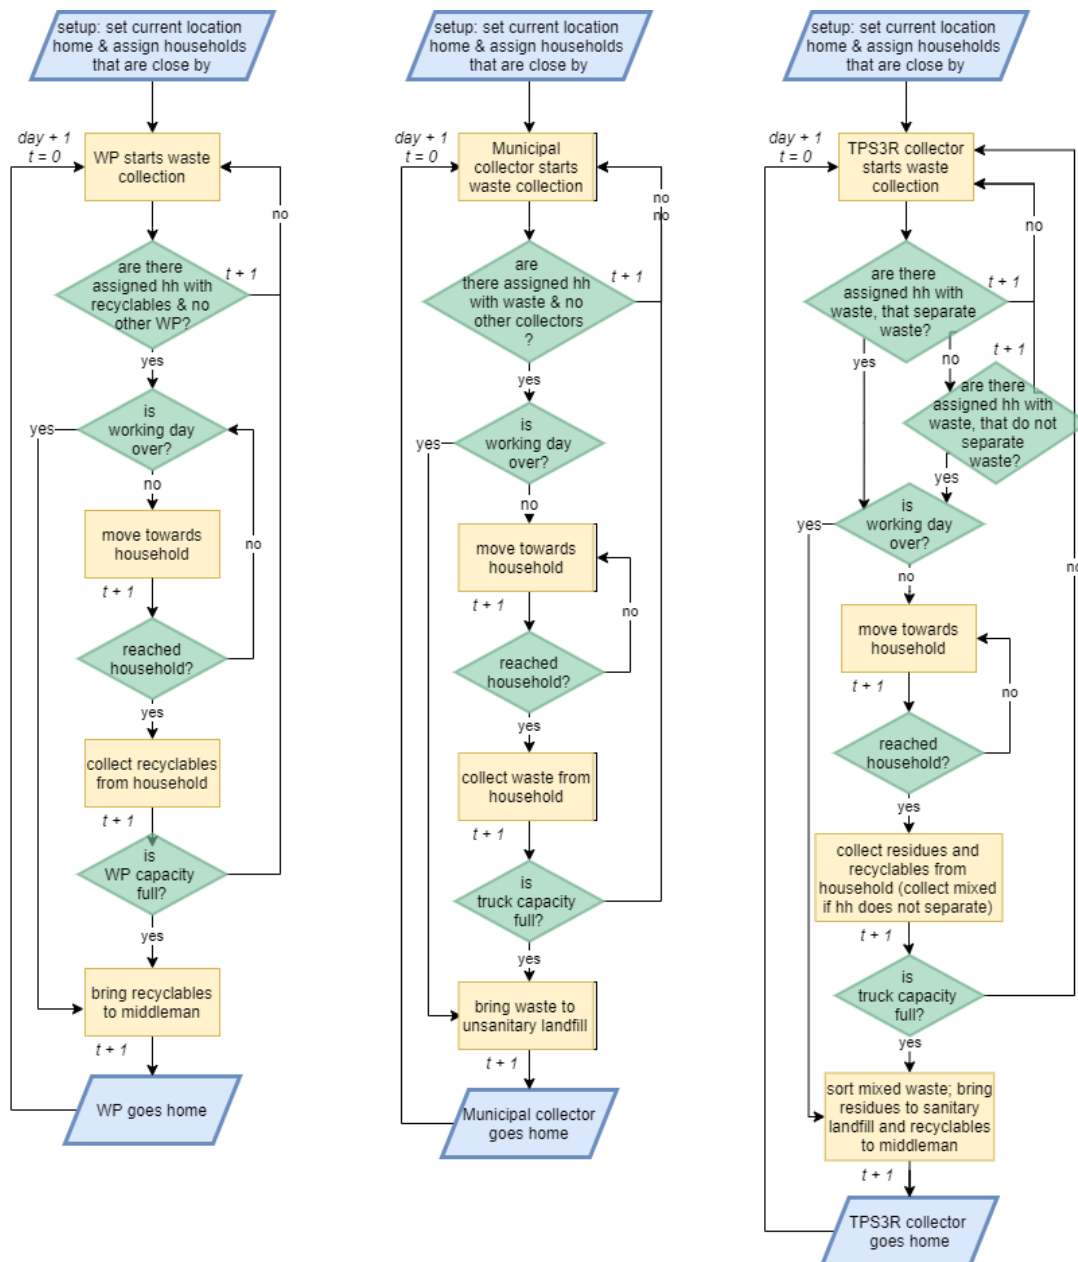 setup: set current location
home & assign households
that are close by
day + 1
t = 0
WP starts waste
collection
no
are there
assigned hh with
recyclables & no
other WP?
t + 1
yes
is
working day
over?
yes
no
move towards
household
no
t + 1
reached
household?
yes
collect recyclables
from household
t + 1
is
WP capacity
full?
yes
bring recyclables
to middleman
t + 1
WP goes home
setup: set current location
home & assign households
that are close by
day + 1
t = 0
Municipal
collector starts
waste collection
no
no
are
there assigned hh
with waste & no
other collectors
?
t + 1
yes
is
working day
over?
yes
no
move towards
household
no
t + 1
reached
household?
yes
collect waste from
household
t + 1
is
truck capacity
full?
yes
bring waste to
unsanitary landfill
t + 1
Municipal collector
goes home
setup: set current location
home & assign households
that are close by
day + 1
t = 0
TPS3R collector
starts waste
collection
no
are there
assigned hh with
waste, that separate
waste?
t + 1
yes
no
t + 1
are there
assigned hh with
waste, that do not
separate
waste?
yes
is
working day
over?
yes
no
no
move towards
household
t + 1
no
reached
household?
yes
collect residues and
recyclables from
household (collect mixed
if hh does not separate)
t + 1
is
truck capacity
full?
yes
sort mixed waste; bring
residues to sanitary
landfill and recyclables
to middleman
t + 1
TPS3R collector
goes home